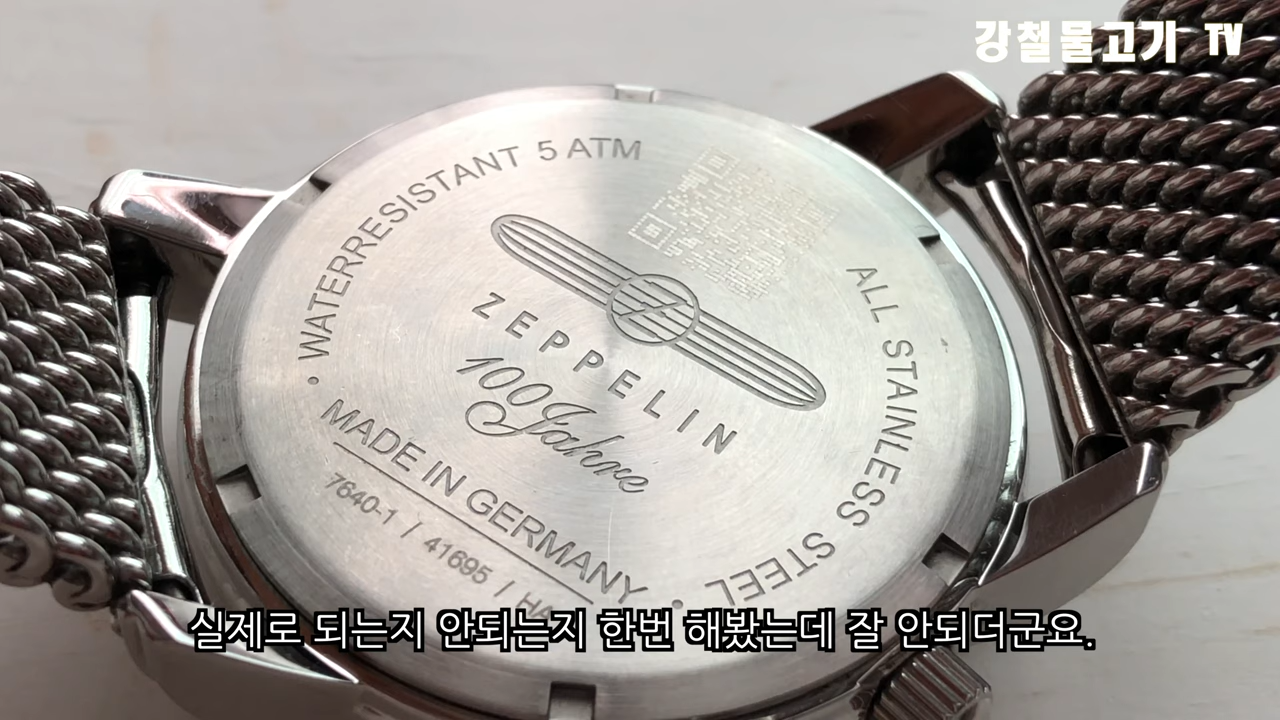 강철물고기 TV
WATERRESISTANT 5 ATM
ALL STAINLESS STEEL
ZEPPELIN
100 Jahre
MADE IN GERMANY
7640-1 / 41695 /
실제로 되는지 안되는지 한번 해봤는데 잘 안되더군요.